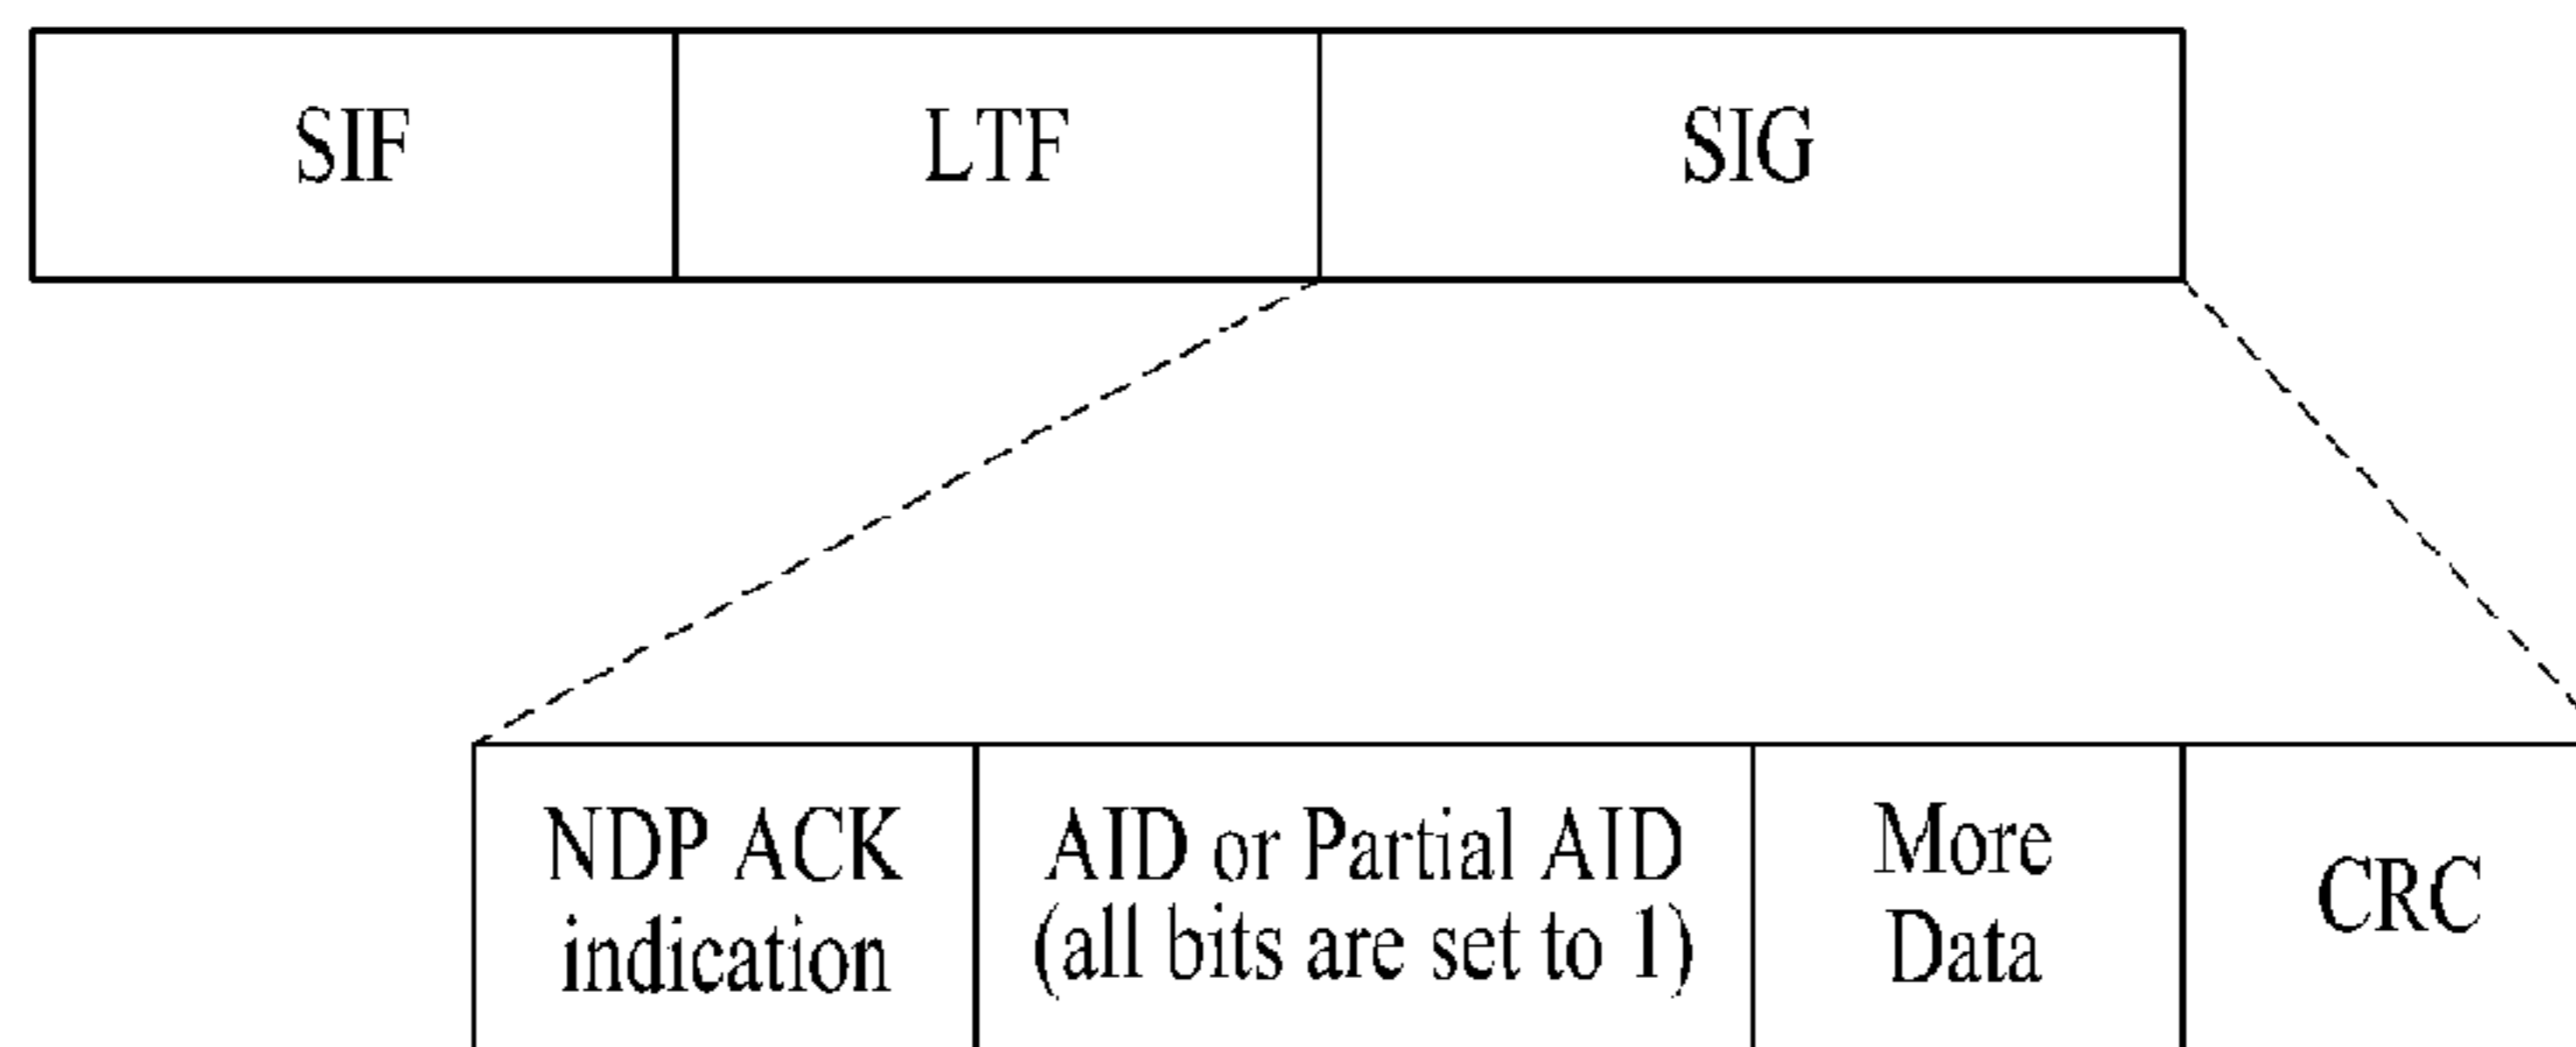 SIF LTF SIG
NDP ACK
indication
AID or Partial AID
(all bits are set to 1)
More
Data
CRC